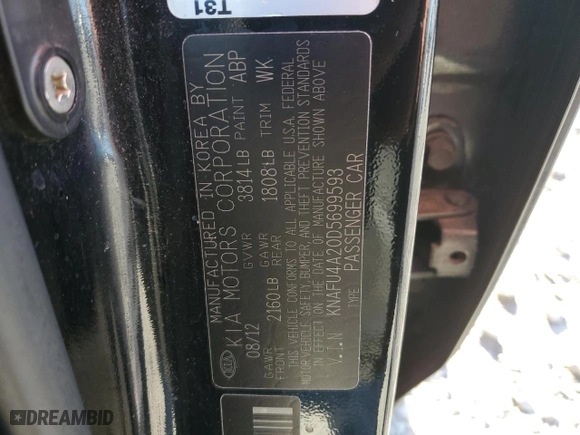 T31
MANUFACTURED IN KOREA BY
KIA MOTORS CORPORATION
08/12 GVWR 3814LB PAINT ABP
GAWR FRONT 2160LB GAWR REAR 1808LB TRIM WK
THIS VEHICLE CONFORMS TO ALL APPLICABLE U.S.A. FEDERAL
MOTOR VEHICLE SAFETY, BUMPER, AND THEFT PREVENTION STANDARDS
IN EFFECT ON THE DATE OF MANUFACTURE SHOWN ABOVE
V.I.N KNAFU4A20D5699593
TYPE PASSENGER CAR
KIA
DREAMBID